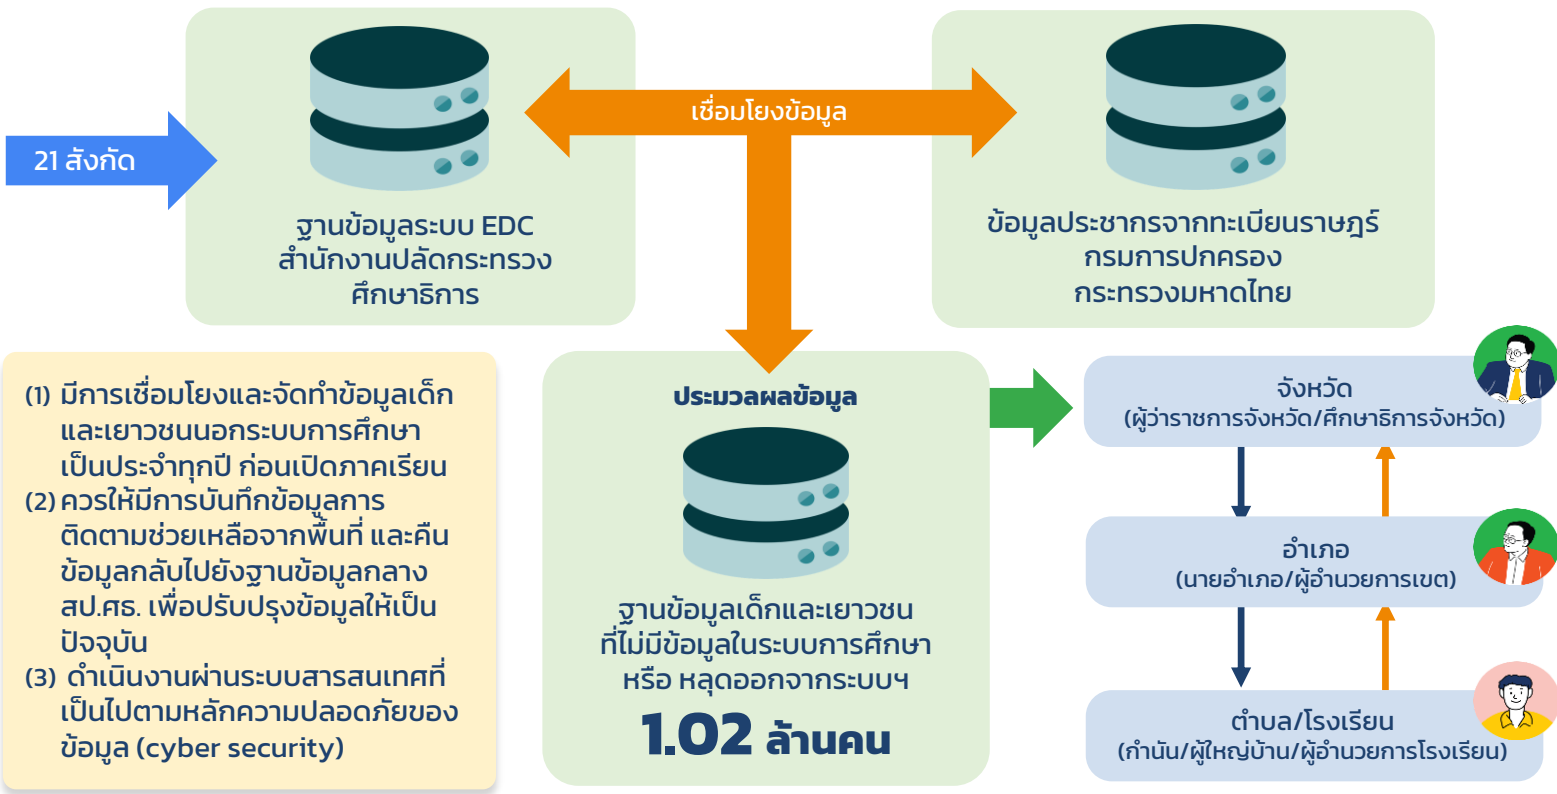 21 สังกัด
ฐานข้อมูลระบบ EDC
สำนักงานปลัดกระทรวง
ศึกษาธิการ
เชื่อมโยงข้อมูล
ข้อมูลประชากรจากทะเบียนราษฎร์
กรมการปกครอง
กระทรวงมหาดไทย
(1) มีการเชื่อมโยงและจัดทำข้อมูลเด็ก
และเยาวชนนอกระบบการศึกษา
เป็นประจำทุกปี ก่อนเปิดภาคเรียน
(2) ควรให้มีการบันทึกข้อมูลการ
ติดตามช่วยเหลือจากพื้นที่ และคืน
ข้อมูลกลับไปยังฐานข้อมูลกลาง
สป.ศธ. เพื่อปรับปรุงข้อมูลให้เป็น
ปัจจุบัน
(3) ดำเนินงานผ่านระบบสารสนเทศที่
เป็นไปตามหลักความปลอดภัยของ
ข้อมูล (cyber security)
ประมวลผลข้อมูล
ฐานข้อมูลเด็กและเยาวชน
ที่ไม่มีข้อมูลในระบบการศึกษา
หรือ หลุดออกจากระบบฯ
1.02 ล้านคน
จังหวัด
(ผู้ว่าราชการจังหวัด/ศึกษาธิการจังหวัด)
อำเภอ
(นายอำเภอ/ผู้อำนวยการเขต)
ตำบล/โรงเรียน
(กำนัน/ผู้ใหญ่บ้าน/ผู้อำนวยการโรงเรียน)